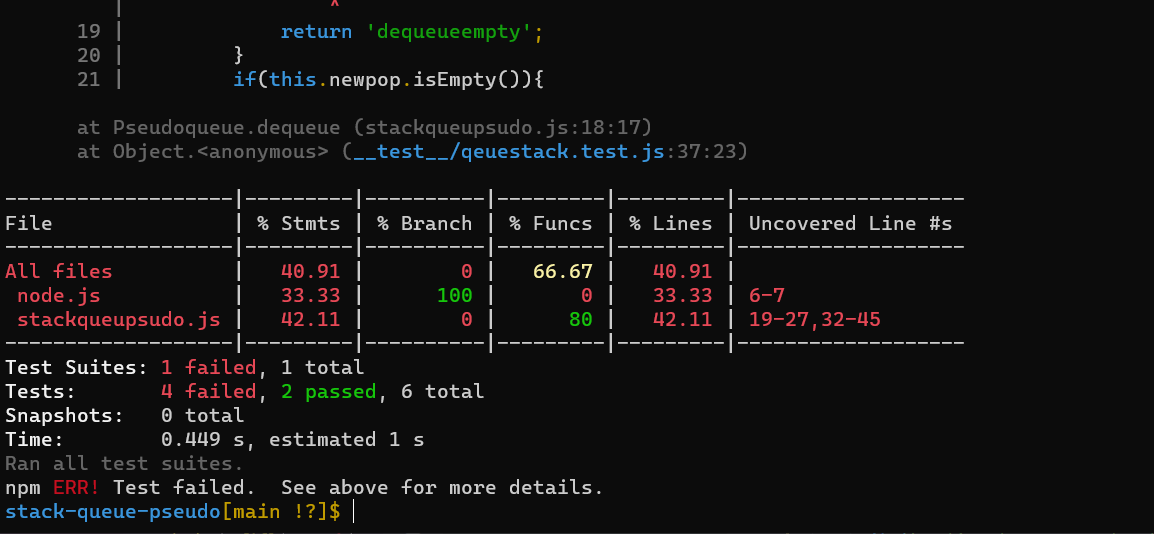 |                 ^
19 |             return 'dequeueempty';
20 |         }
21 |         if(this.newpop.isEmpty()){
at Pseudoqueue.dequeue (stackqueupsudo.js:18:17)
at Object.<anonymous> (__test__/qeuestack.test.js:37:23)
-------------------|---------|----------|---------|---------|-------------------
File               | % Stmts | % Branch | % Funcs | % Lines | Uncovered Line #s
-------------------|---------|----------|---------|---------|-------------------
All files          |   40.91 |        0 |   66.67 |   40.91 |
 node.js           |   33.33 |      100 |       0 |   33.33 | 6-7
 stackqueupsudo.js |   42.11 |        0 |      80 |   42.11 | 19-27,32-45
-------------------|---------|----------|---------|---------|-------------------
Test Suites: 1 failed, 1 total
Tests:       4 failed, 2 passed, 6 total
Snapshots:   0 total
Time:        0.449 s, estimated 1 s
Ran all test suites.
npm ERR! Test failed.  See above for more details.
stack-queue-pseudo[main !?]$